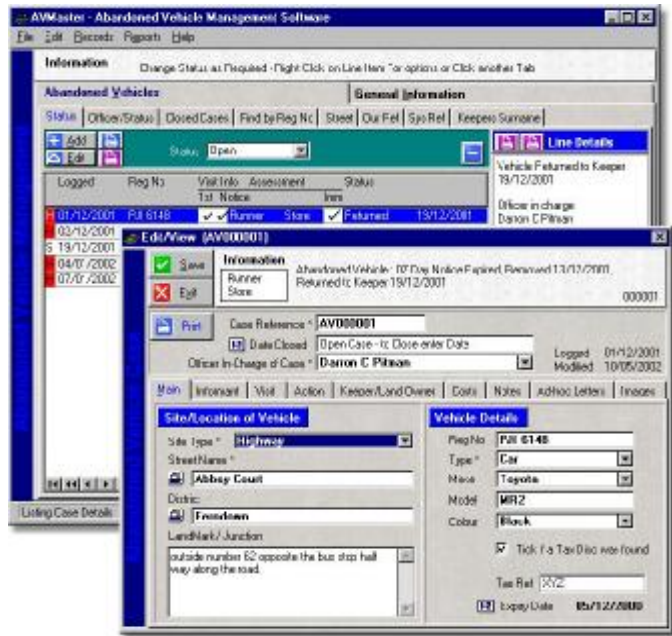 AVMaster - Abandoned Vehicle Management Software
File Edit Records Reports Help
Information
Change Status as Required - Right Click on Line Item for options or Click another Tab
Abandoned Vehicles General Information
Status Officer/Status Closed Cases Find by Reg No Street Our Ref Sys Ref Keepers Surname
Add
Edit
Status Open
Line Details
Vehicle Returned to Keeper
19/12/2001
Officer in charge
Darron C Pitman
Logged Reg No Visit Info Assessment Status
1st Notice Imm
01/12/2001 PJI 6148 Runner Store Returned 19/12/2001
03/12/2001
S 19/12/2001
Listing Case Details
Edit/View (AV000001)
Save
Exit
Information
Runner
Store
Abandoned Vehicle: 07 Day Notice Expired, Removed 13/12/2001,
Returned to Keeper 19/12/2001
000001
Print
Case Reference * AV000001
Date Closed Open Case - to Close enter Date
Officer In-Charge of Case * Darron C Pitman
Logged 01/12/2001
Modified 10/05/2002
Main Informant Visit Action Keeper/Land Owner Costs Notes AdHoc Letters Images
Site/Location of Vehicle
Site Type * Highway
Street Name *
Abbey Court
District
Ferndown
LandMark / Junction
outside number 62 opposite the bus stop half
way along the road.
Vehicle Details
Reg No PJI 6148
Type * Car
Make Toyota
Model MR2
Colour Black
Tick if a Tax Disc was found
Tax Ref XYZ
Expiry Date 05/12/2000